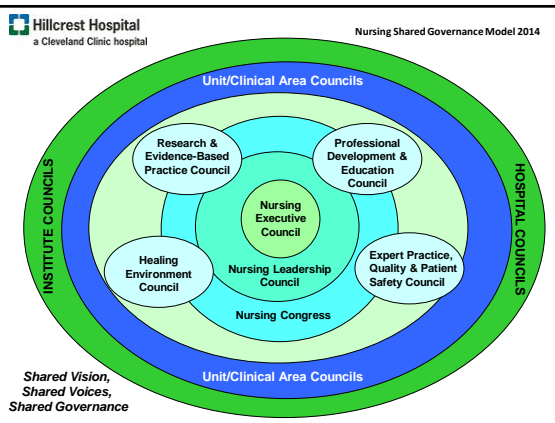 Hillcrest Hospital
a Cleveland Clinic hospital
Nursing Shared Governance Model 2014
Unit/Clinical Area Councils
Research &
Evidence-Based
Practice Council
Professional
Development &
Education
Council
INSTITUTE COUNCILS
HOSPITAL COUNCILS
Nursing
Executive
Council
Healing
Environment
Council
Expert Practice,
Quality & Patient
Safety Council
Nursing Leadership
Council
Nursing Congress
Unit/Clinical Area Councils
Shared Vision,
Shared Voices,
Shared Governance